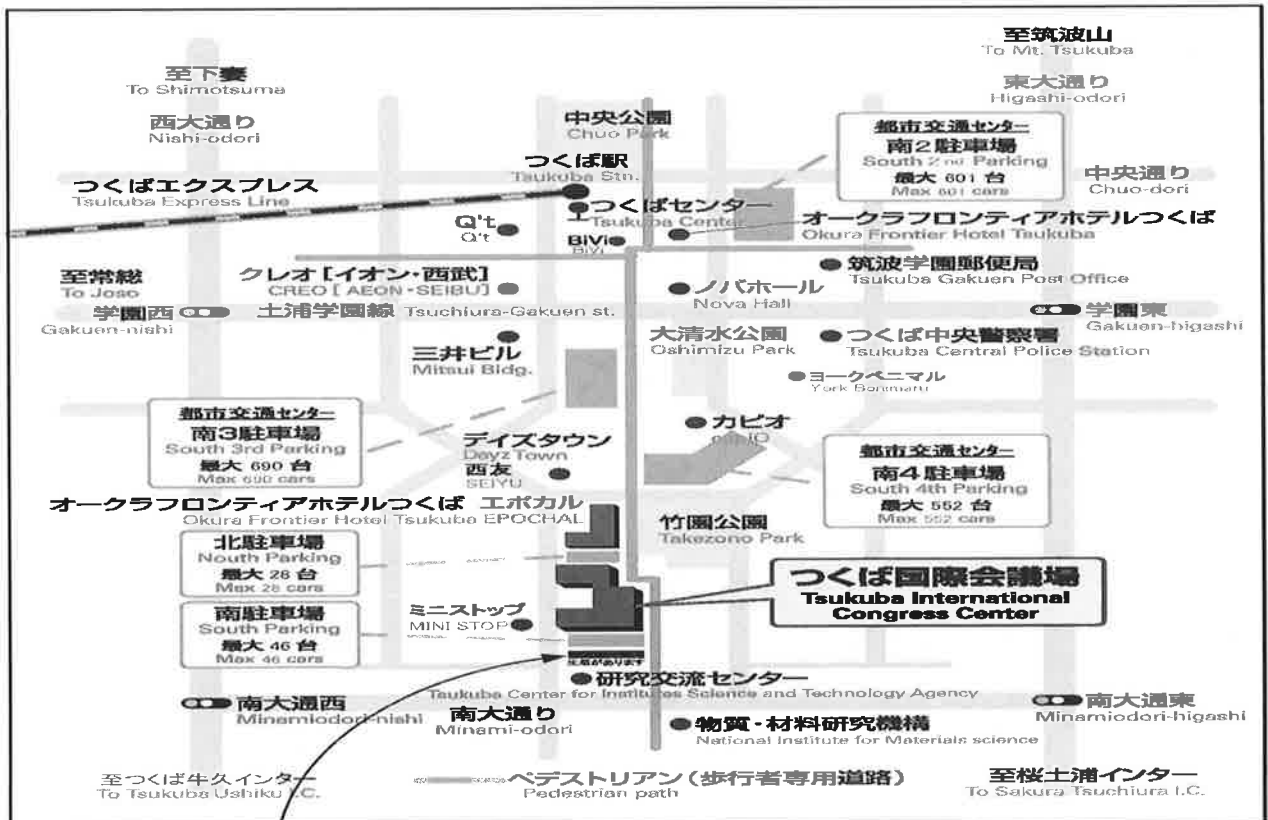 至筑波山
To Mt. Tsukuba
至下妻
To Shimotsuma
東大通り
Higashi-odori
西大通り
Nishi-odori
中央公園
Chuo Park
都市交通センター
南2駐車場
South 2nd Parking
最大 601 台
Max 601 cars
つくば駅
Tsukuba Stn.
中央通り
Chuo-dori
つくばエクスプレス
Tsukuba Express Line
つくばセンター
Tsukuba Center
オークラフロンティアホテルつくば
Okura Frontier Hotel Tsukuba
Q't
Q't
BiVi
BiVi
至常総
To Joso
クレオ［イオン・西武］
CREO [ AEON・SEIBU ]
筑波学園郵便局
Tsukuba Gakuen Post Office
ノバホール
Nova Hall
学園西
Gakuen-nishi
土浦学園線 Tsuchiura-Gakuen st.
学園東
Gakuen-higashi
大清水公園
Oshimizu Park
つくば中央警察署
Tsukuba Central Police Station
三井ビル
Mitsui Bldg.
ヨークベニマル
York Benimaru
都市交通センター
南3駐車場
South 3rd Parking
最大 690 台
Max 690 cars
カピオ
デイズタウン
Dayz Town
西友
SEIYU
都市交通センター
南4駐車場
South 4th Parking
最大 552 台
Max 552 cars
オークラフロンティアホテルつくば エポカル
Okura Frontier Hotel Tsukuba EPOCHAL
竹園公園
Takezono Park
北駐車場
Nouth Parking
最大 28 台
Max 28 cars
つくば国際会議場
Tsukuba International
Congress Center
南駐車場
South Parking
最大 46 台
Max 46 cars
ミニストップ
MINI STOP
研究交流センター
Tsukuba Center for Institutes Science and Technology Agency
南大通西
Minamiodori-nishi
南大通り
Minami-odori
南大通東
Minamiodori-higashi
物質・材料研究機構
National Institute for Materials science
至つくば牛久インター
To Tsukuba Ushiku I.C.
ペデストリアン（歩行者専用道路）
Pedestrian path
至桜土浦インター
To Sakura Tsuchiura I.C.